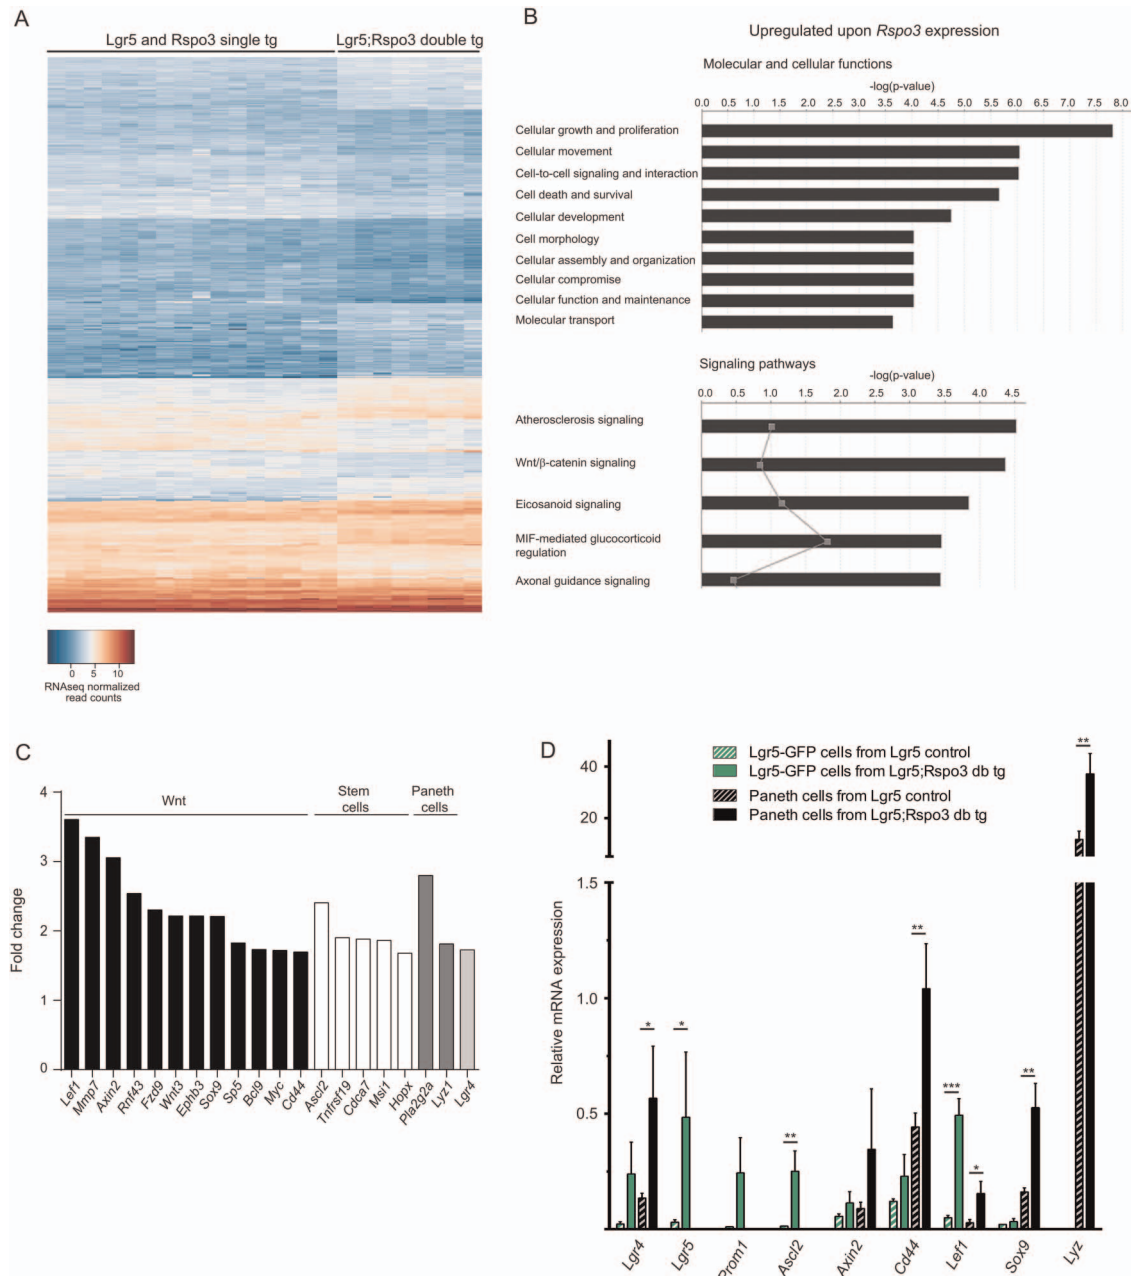 A
Lgr5 and Rspo3 single tg
Lgr5;Rspo3 double tg
0 5 10
RNAseq normalized
read counts
B
Upregulated upon Rspo3 expression
Molecular and cellular functions
-log(p-value)
0.0 0.5 1.0 1.5 2.0 2.5 3.0 3.5 4.0 4.5 5.0 5.5 6.0 6.5 7.0 7.5 8.0
Cellular growth and proliferation
Cellular movement
Cell-to-cell signaling and interaction
Cell death and survival
Cellular development
Cell morphology
Cellular assembly and organization
Cellular compromise
Cellular function and maintenance
Molecular transport
Signaling pathways
-log(p-value)
0.0 0.5 1.0 1.5 2.0 2.5 3.0 3.5 4.0 4.5
Atherosclerosis signaling
Wnt/β-catenin signaling
Eicosanoid signaling
MIF-mediated glucocorticoid
regulation
Axonal guidance signaling
C
Fold change
4
3
2
1
0
Wnt
Stem
cells
Paneth
cells
Lef1 Mmp7 Axin2 Rnf43 Fzd9 Wnt3 Ephb3 Sox9 Sp5 Bcl9 Myc Cd44 Ascl2 Tnfrsf19 Cdca7 Msi1 Hopx Pla2g2a Lyz1 Lgr4
D
Relative mRNA expression
40
20
1.5
1.0
0.5
Lgr5-GFP cells from Lgr5 control
Lgr5-GFP cells from Lgr5;Rspo3 db tg
Paneth cells from Lgr5 control
Paneth cells from Lgr5;Rspo3 db tg
* * ** ** *** * ** **
Lgr4 Lgr5 Prom1 Ascl2 Axin2 Cd44 Lef1 Sox9 Lyz